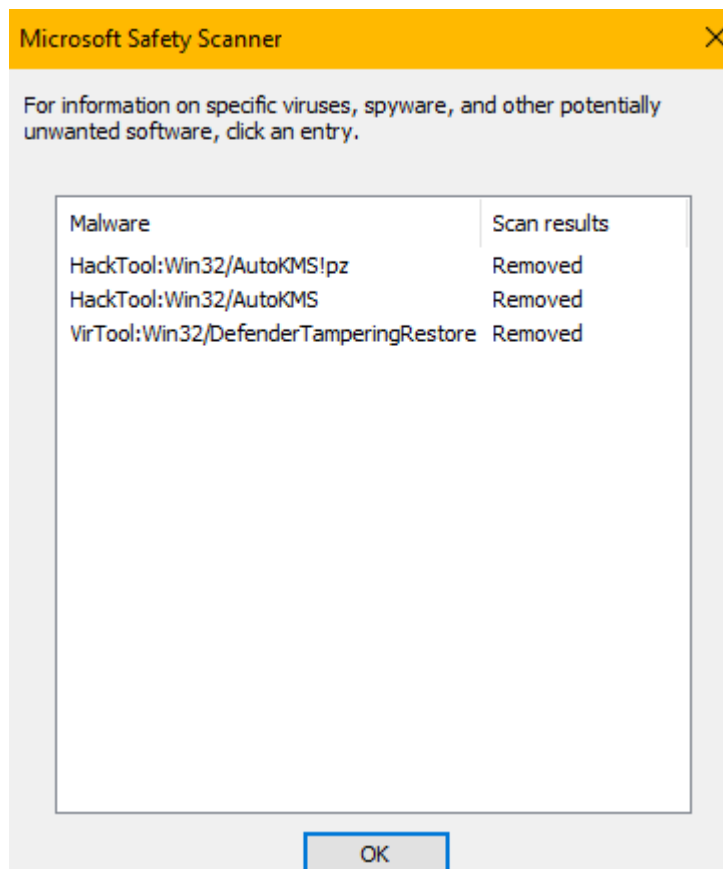 Microsoft Safety Scanner
For information on specific viruses, spyware, and other potentially
unwanted software, click an entry.
Malware Scan results
HackTool:Win32/AutoKMS!pz Removed
HackTool:Win32/AutoKMS Removed
VirTool:Win32/DefenderTamperingRestore Removed
OK